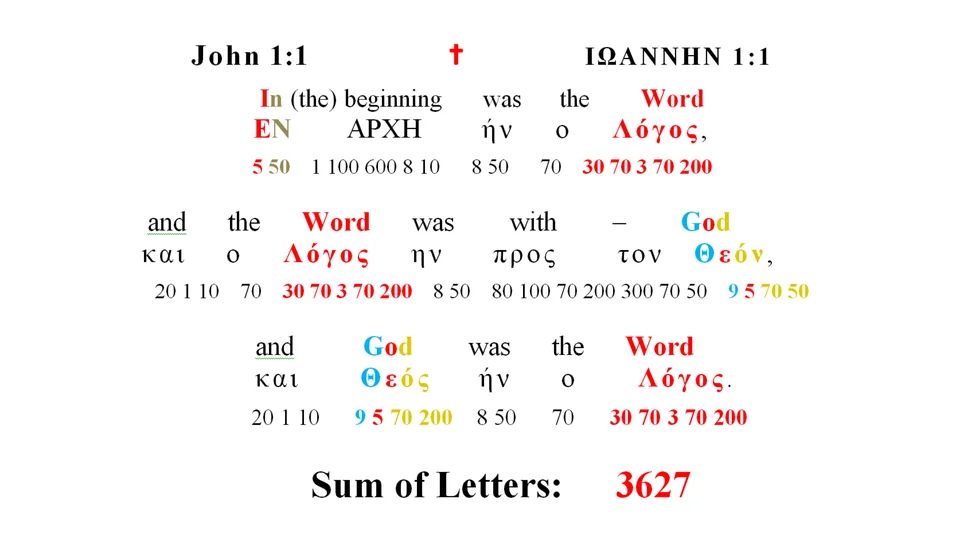 John 1:1 ✝ ΙΩΑΝΝΗΝ 1:1
In (the) beginning was the Word
ΕΝ ΑΡΧΗ ήν ο Λόγος,
5 50 1 100 600 8 10 8 50 70 30 70 3 70 200
and the Word was with – God
και ο Λόγος ην προς τον Θεόν,
20 1 10 70 30 70 3 70 200 8 50 80 100 70 200 300 70 50 9 5 70 50
and God was the Word
και Θεός ήν ο Λόγος.
20 1 10 9 5 70 200 8 50 70 30 70 3 70 200
Sum of Letters: 3627